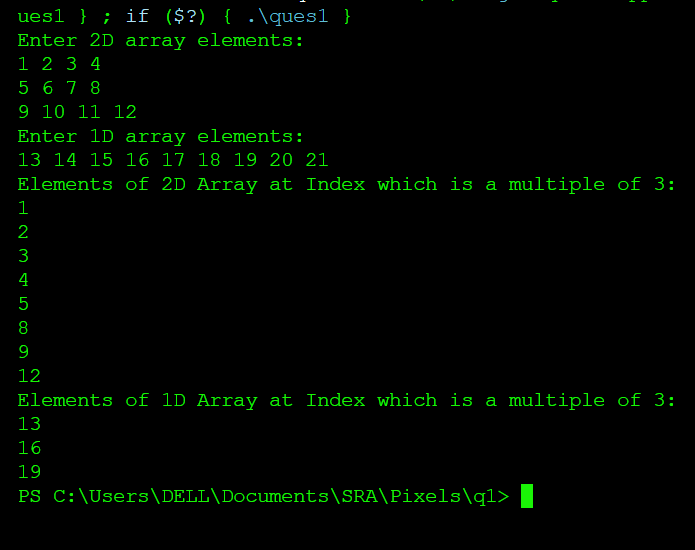 ues1 } ; if ($?) { .\ques1 }
Enter 2D array elements:
1 2 3 4
5 6 7 8
9 10 11 12
Enter 1D array elements:
13 14 15 16 17 18 19 20 21
Elements of 2D Array at Index which is a multiple of 3:
1
2
3
4
5
8
9
12
Elements of 1D Array at Index which is a multiple of 3:
13
16
19
PS C:\Users\DELL\Documents\SRA\Pixels\q1>